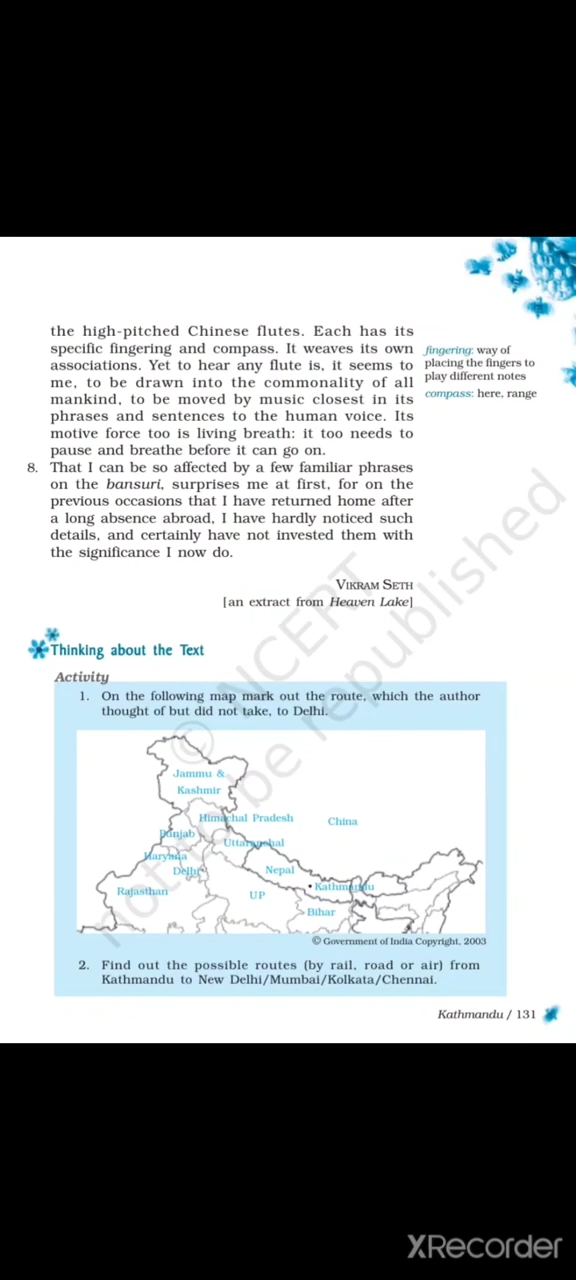 the high-pitched Chinese flutes. Each has its
specific fingering and compass. It weaves its own
associations. Yet to hear any flute is, it seems to
me, to be drawn into the commonality of all
mankind, to be moved by music closest in its
phrases and sentences to the human voice. Its
motive force too is living breath: it too needs to
pause and breathe before it can go on.
fingering: way of
placing the fingers to
play different notes
compass: here, range
8. That I can be so affected by a few familiar phrases
on the bansuri, surprises me at first, for on the
previous occasions that I have returned home after
a long absence abroad, I have hardly noticed such
details, and certainly have not invested them with
the significance I now do.
VIKRAM SETH
[an extract from Heaven Lake]
Thinking about the Text
Activity
1. On the following map mark out the route, which the author
thought of but did not take, to Delhi.
Jammu &
Kashmir
Himachal Pradesh
China
Punjab
Uttaranchal
Haryana
Delhi
Nepal
Rajasthan
UP
Kathmandu
Bihar
© Government of India Copyright, 2003
2. Find out the possible routes (by rail, road or air) from
Kathmandu to New Delhi/Mumbai/Kolkata/Chennai.
Kathmandu / 131
© NCERT
not to be republished
XRecorder